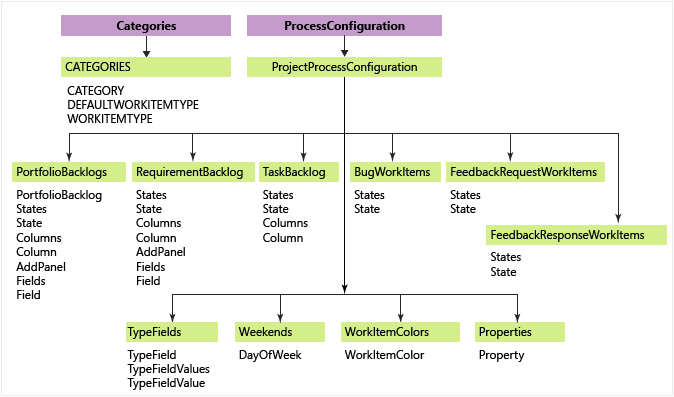 Categories
ProcessConfiguration
CATEGORIES
ProjectProcessConfiguration
CATEGORY
DEFAULTWORKITEMTYPE
WORKITEMTYPE
PortfolioBacklogs
PortfolioBacklog
States
State
Columns
Column
AddPanel
Fields
Field
RequirementBacklog
States
State
Columns
Column
AddPanel
Fields
Field
TaskBacklog
States
State
Columns
Column
BugWorkItems
States
State
FeedbackRequestWorkItems
States
State
FeedbackResponseWorkItems
States
State
TypeFields
TypeField
TypeFieldValues
TypeFieldValue
Weekends
DayOfWeek
WorkItemColors
WorkItemColor
Properties
Property